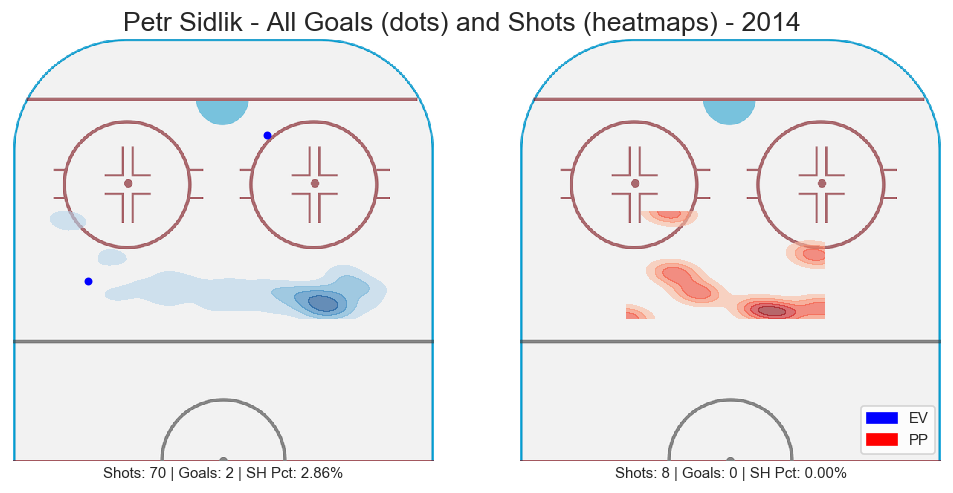 Petr Sidlik - All Goals (dots) and Shots (heatmaps) - 2014
EV
PP
Shots: 70 | Goals: 2 | SH Pct: 2.86%
Shots: 8 | Goals: 0 | SH Pct: 0.00%